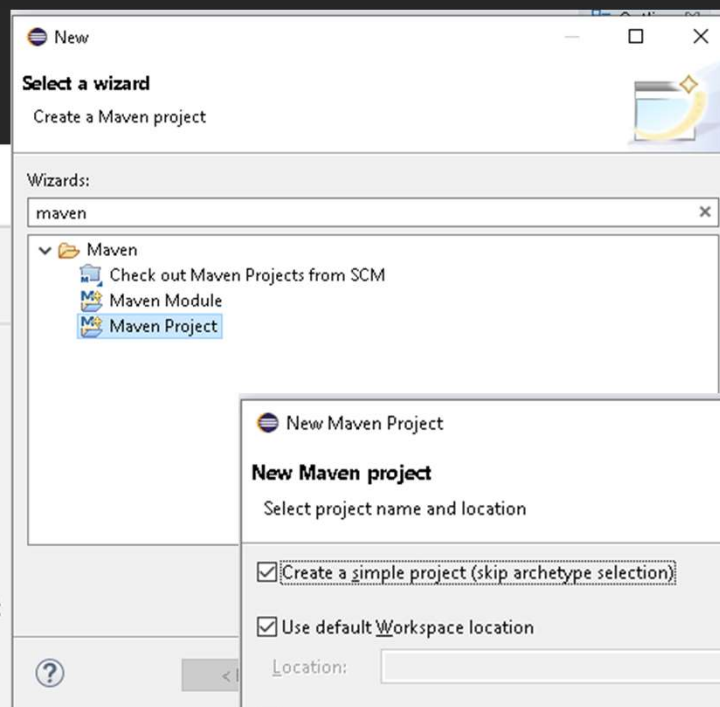 New
Select a wizard
Create a Maven project
Wizards:
maven
Maven
Check out Maven Projects from SCM
Maven Module
Maven Project
New Maven Project
New Maven project
Select project name and location
Create a simple project (skip archetype selection)
Use default Workspace location
Location: